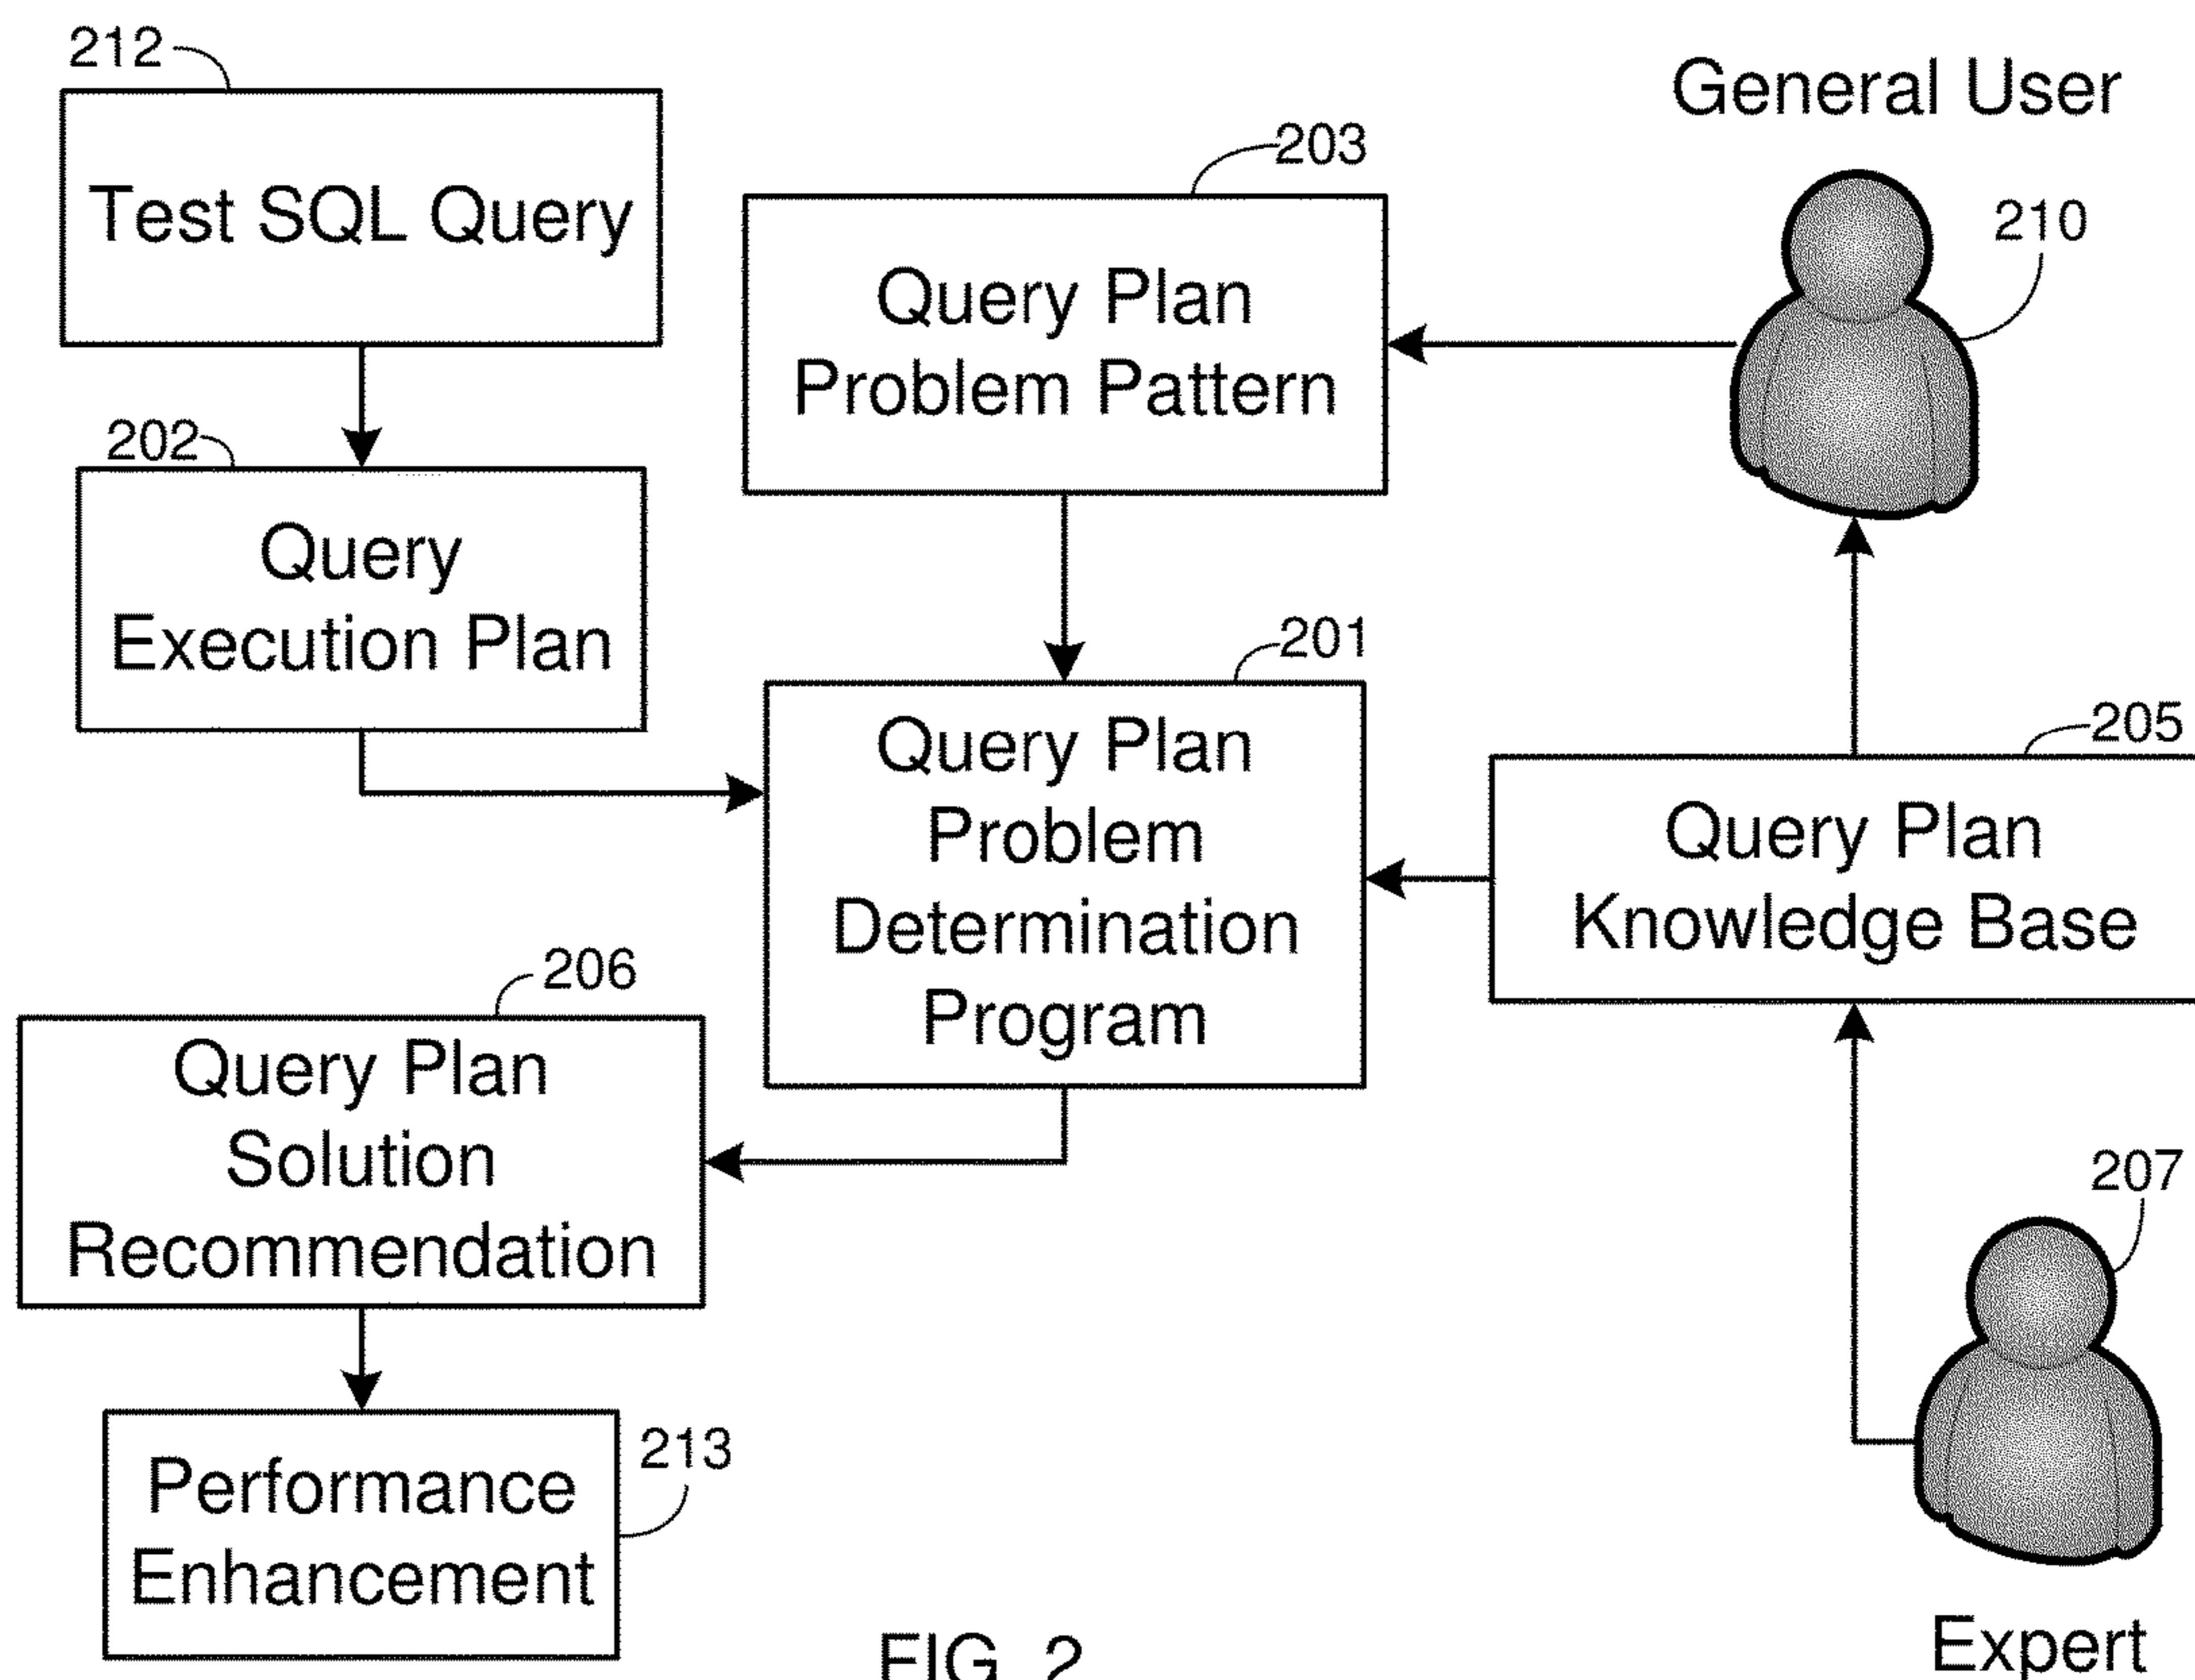 212
Test SQL Query
General User
203
Query Plan
Problem Pattern
210
202
Query
Execution Plan
201
Query Plan
Problem
Determination
Program
205
Query Plan
Knowledge Base
206
Query Plan
Solution
Recommendation
207
213
Performance
Enhancement
Expert
FIG. 2